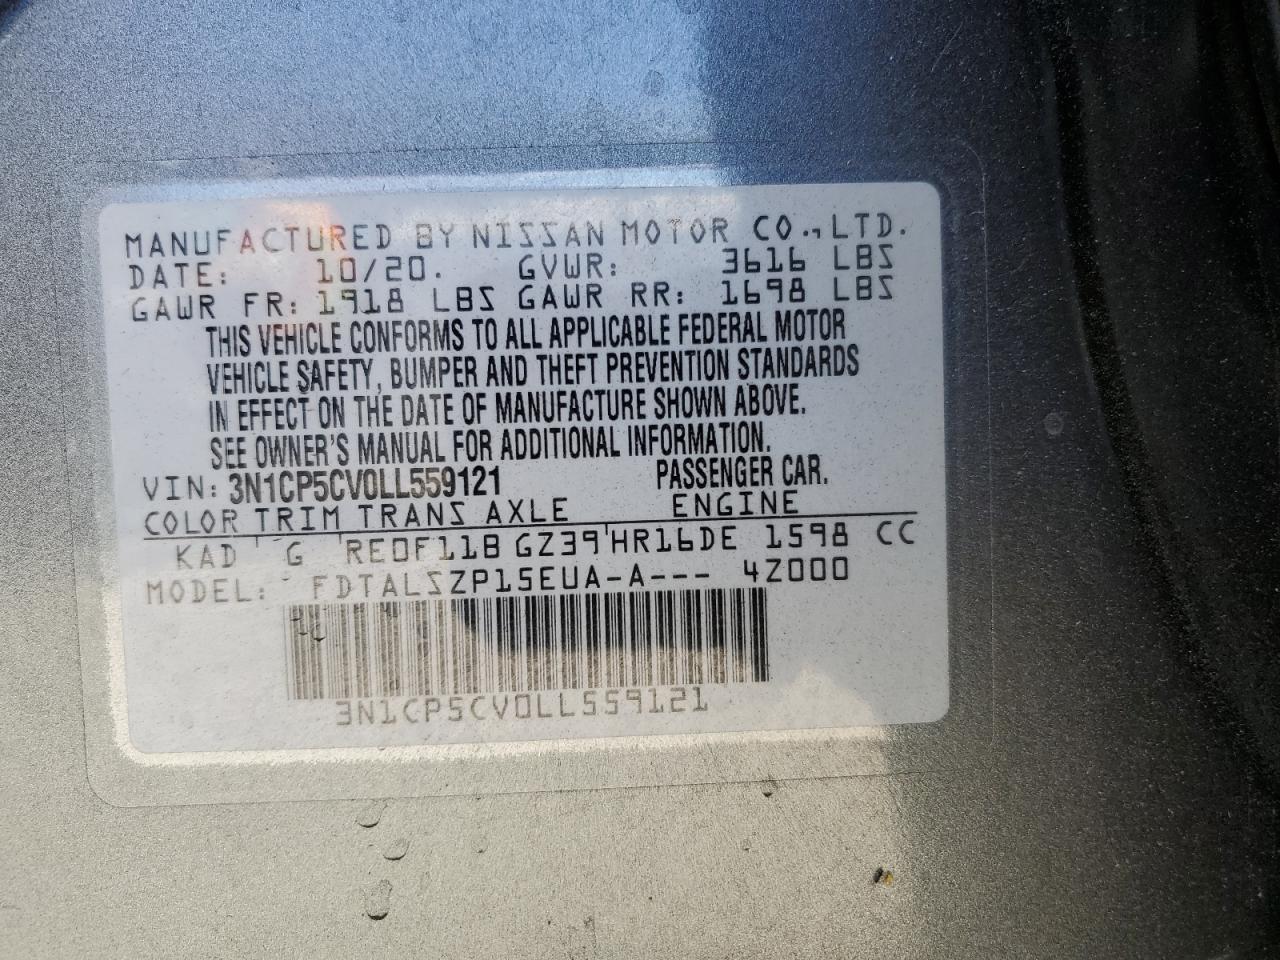 MANUFACTURED BY NISSAN MOTOR CO., LTD.
DATE: 10/20. GVWR: 3616 LBS
GAWR FR: 1918 LBS GAWR RR: 1698 LBS
THIS VEHICLE CONFORMS TO ALL APPLICABLE FEDERAL MOTOR
VEHICLE SAFETY, BUMPER AND THEFT PREVENTION STANDARDS
IN EFFECT ON THE DATE OF MANUFACTURE SHOWN ABOVE.
SEE OWNER'S MANUAL FOR ADDITIONAL INFORMATION.
VIN: 3N1CP5CV0LL559121 PASSENGER CAR.
COLOR TRIM TRANS AXLE ENGINE
KAD G RE0F11B GZ39 HR16DE 1598 CC
MODEL: FDTALSZP15EUA-A--- 4Z000
3N1CP5CV0LL559121